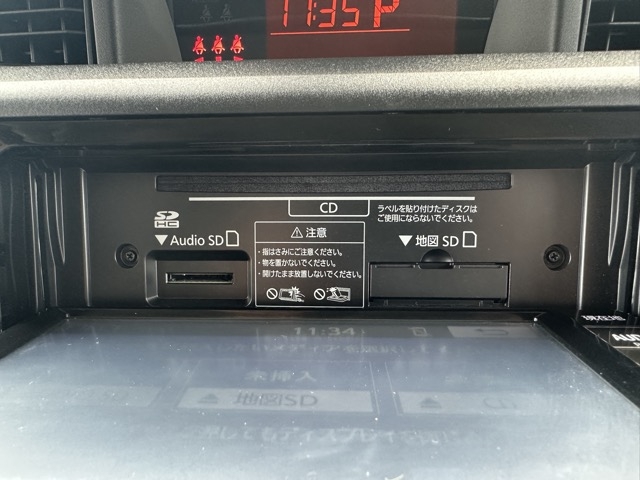 11:35 P
CD
ラベルを貼り付けたディスクは
ご使用にならないでください。
SD
HC
▼Audio SD
⚠注意
・指はさみにご注意ください。
・物を置かないでください。
・開けたまま放置しないでください。
▼地図 SD
11:34
現在地
AUDIO
未挿入
地図SD